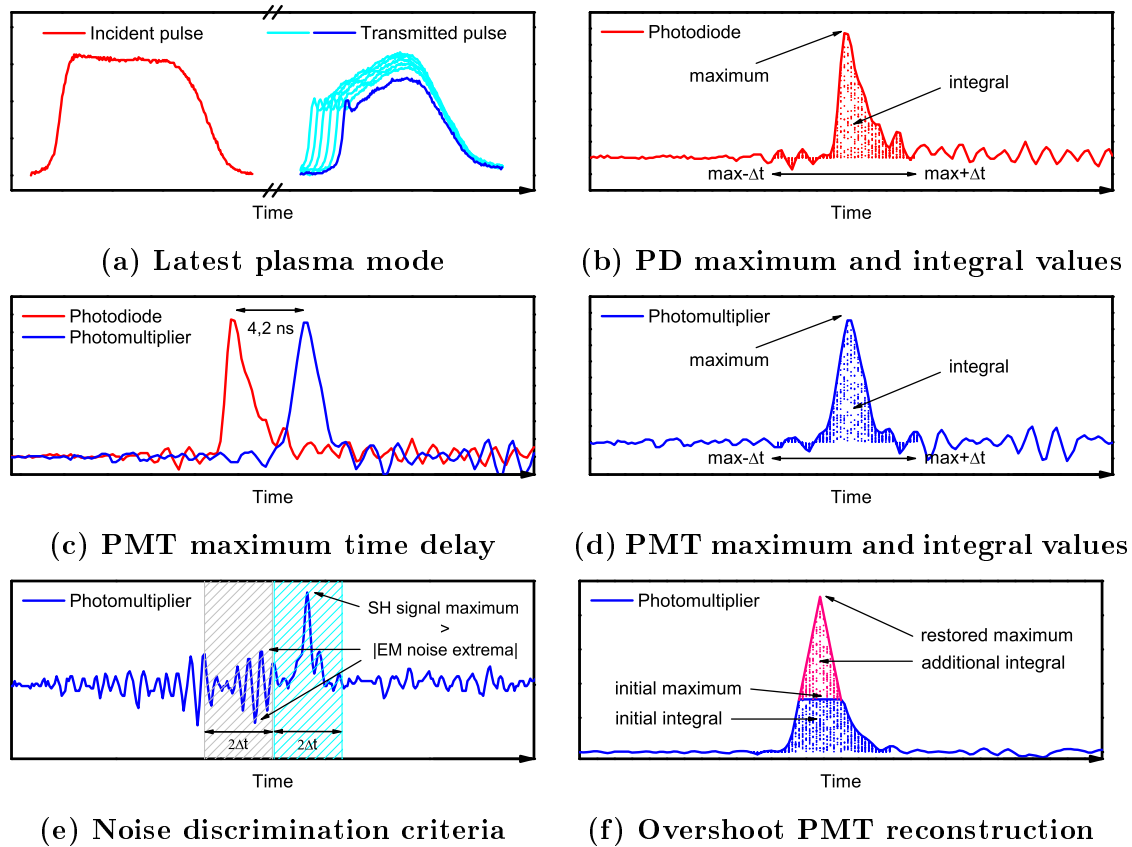 Incident pulse
Transmitted pulse
Time
(a) Latest plasma mode
Photodiode
maximum
integral
max-Δt
max+Δt
Time
(b) PD maximum and integral values
Photodiode
Photomultiplier
4,2 ns
Time
(c) PMT maximum time delay
Photomultiplier
maximum
integral
max-Δt
max+Δt
Time
(d) PMT maximum and integral values
Photomultiplier
SH signal maximum
>
|EM noise extrema|
2Δt
2Δt
Time
(e) Noise discrimination criteria
Photomultiplier
restored maximum
additional integral
initial maximum
initial integral
Time
(f) Overshoot PMT reconstruction